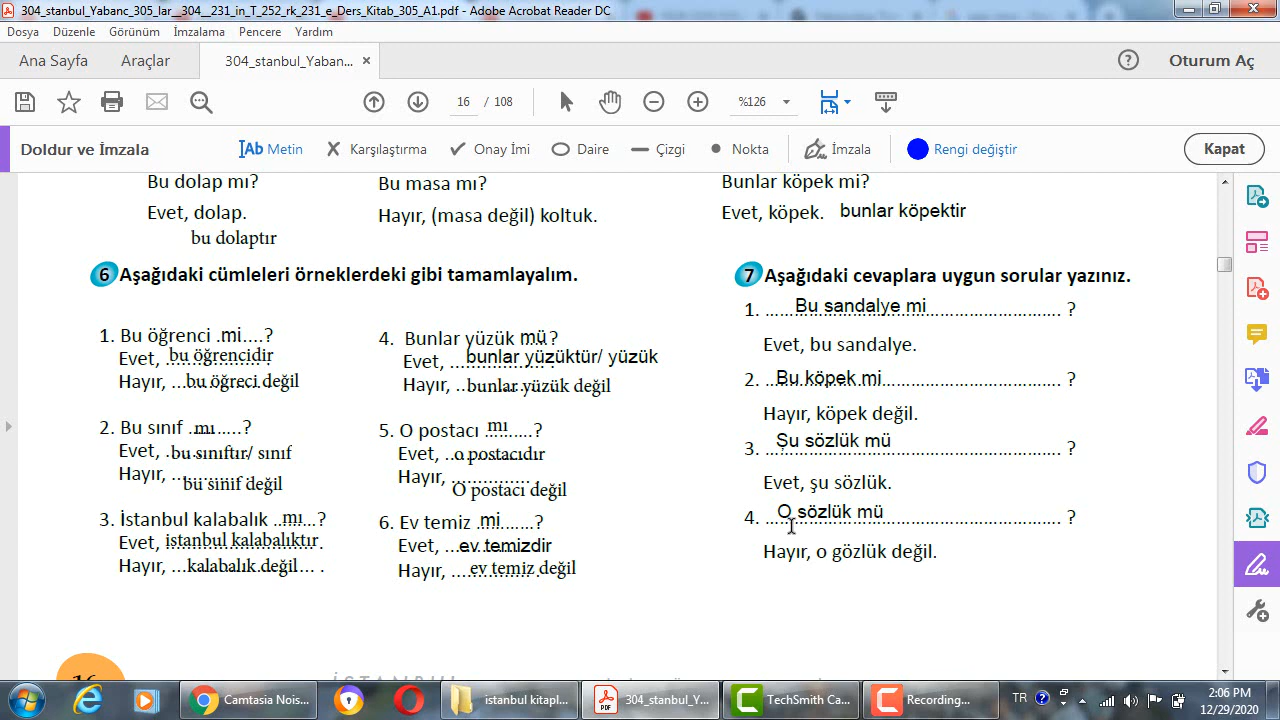 304_stanbul_Yabanc_305_lar__304__231_in_T_252_rk_231_e_Ders_Kitab_305_A1.pdf - Adobe Acrobat Reader DC
Dosya Düzenle Görünüm İmzalama Pencere Yardım
Ana Sayfa Araçlar 304_stanbul_Yaban... × Oturum Aç
16 / 108 %126
Doldur ve İmzala Metin Karşılaştırma Onay İmi Daire Çizgi Nokta İmzala Rengi değiştir Kapat
Bu dolap mı? Bu masa mı? Bunlar köpek mi?
Evet, dolap. Hayır, (masa değil) koltuk. Evet, köpek. bunlar köpektir
bu dolaptır
6 Aşağıdaki cümleleri örneklerdeki gibi tamamlayalım.
1. Bu öğrenci .mi....?
Evet, bu öğrencidir.
Hayır, ...bu öğreci değil
2. Bu sınıf ..mı.....?
Evet, .bu sınıftır/ sınıf
Hayır, ...............
bu sinif değil
3. İstanbul kalabalık ..mı...?
Evet, istanbul kalabalıktır.
Hayır, ...kalabalık değil... .
4. Bunlar yüzük mü?
Evet, bunlar yüzüktür/ yüzük
Hayır, ..bunlar yüzük değil
5. O postacı mı...?
Evet, ..o postacıdır
Hayır, ...............
O postacı değil
6. Ev temiz mi...?
Evet, ...ev temizdir
Hayır, ...ev temiz değil
7 Aşağıdaki cevaplara uygun sorular yazınız.
1. Bu sandalye mi ?
Evet, bu sandalye.
2. Bu köpek mi ?
Hayır, köpek değil.
3. Şu sözlük mü ?
Evet, şu sözlük.
4. O sözlük mü ?
Hayır, o gözlük değil.
Camtasia Nois... istanbul kitapl... 304_stanbul_Y... TechSmith Ca... Recording... TR 2:06 PM
12/29/2020